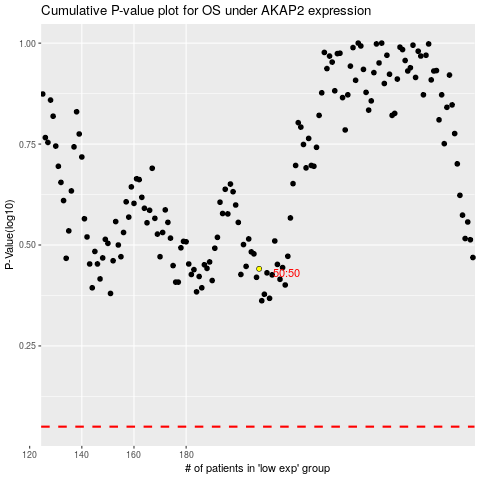 Cumulative P-value plot for OS under AKAP2 expression
P-Value(log10)
1.00
0.75
0.50
0.25
50:50
120 140 160 180
# of patients in 'low exp' group